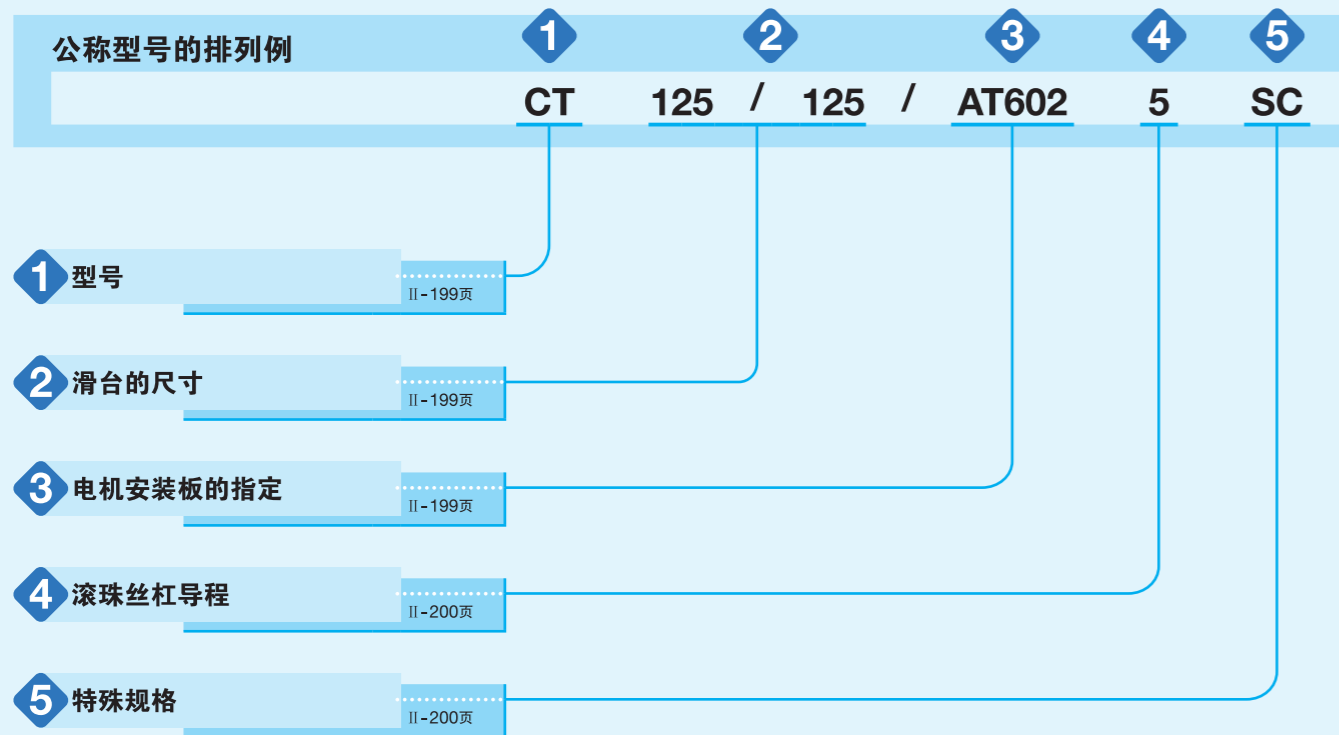 1 2 3 4 5
公称型号的排列例
CT 125 / 125 / AT602 5 SC
1 型号
II-199页
2 滑台的尺寸
II-199页
3 电机安装板的指定
II-199页
4 滚珠丝杠导程
II-200页
5 特殊规格
II-200页